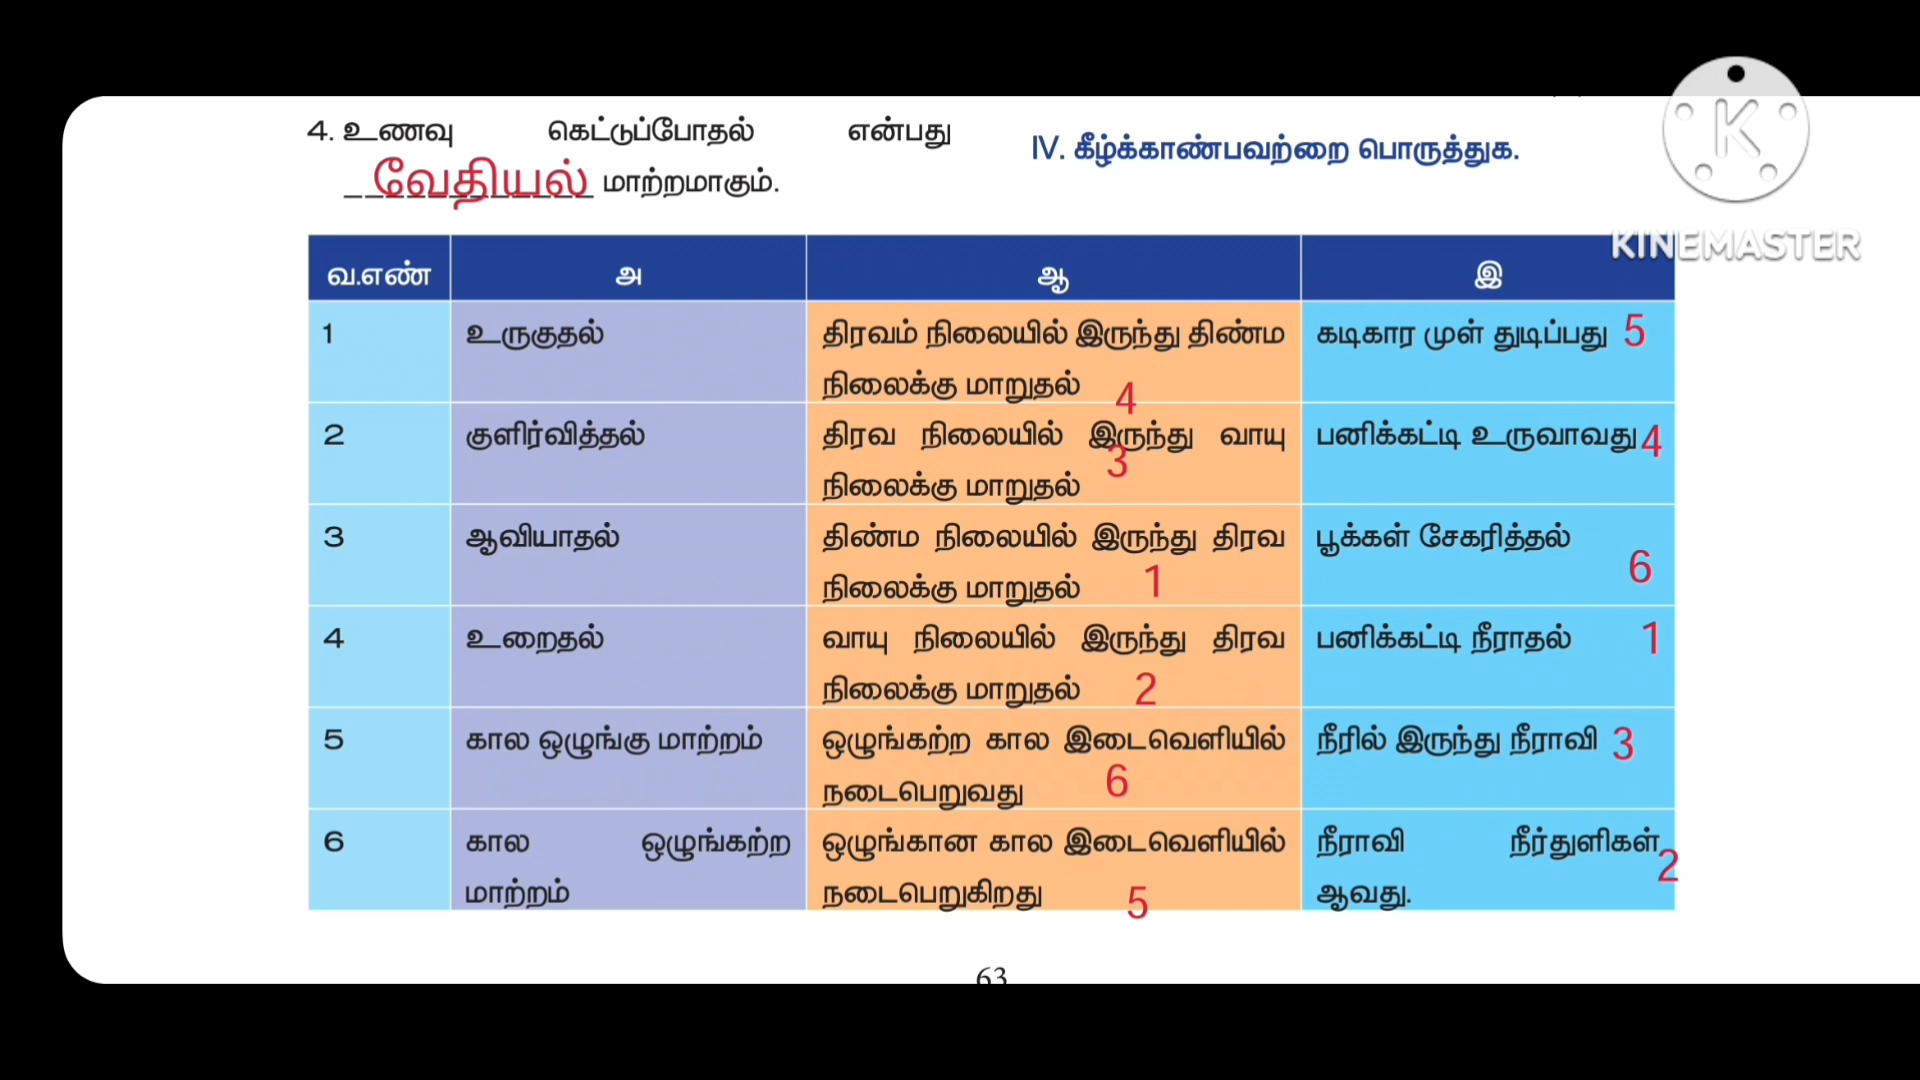 4. உணவு கெட்டுப்போதல் என்பது
வேதியல் மாற்றமாகும்.
IV. கீழ்க்காண்பவற்றை பொருத்துக.
K
KINEMASTER
வ.எண் அ ஆ இ
1 உருகுதல் திரவம் நிலையில் இருந்து திண்ம கடிகார முள் துடிப்பது 5
நிலைக்கு மாறுதல் 4
2 குளிர்வித்தல் திரவ நிலையில் இருந்து வாயு பனிக்கட்டி உருவாவது 4
நிலைக்கு மாறுதல் 3
3 ஆவியாதல் திண்ம நிலையில் இருந்து திரவ பூக்கள் சேகரித்தல் 6
நிலைக்கு மாறுதல் 1
4 உறைதல் வாயு நிலையில் இருந்து திரவ பனிக்கட்டி நீராதல் 1
நிலைக்கு மாறுதல் 2
5 கால ஒழுங்கு மாற்றம் ஒழுங்கற்ற கால இடைவெளியில் நீரில் இருந்து நீராவி 3
நடைபெறுவது 6
6 கால ஒழுங்கற்ற ஒழுங்கான கால இடைவெளியில் நீராவி நீர்துளிகள் 2
மாற்றம் நடைபெறுகிறது 5 ஆவது.
63